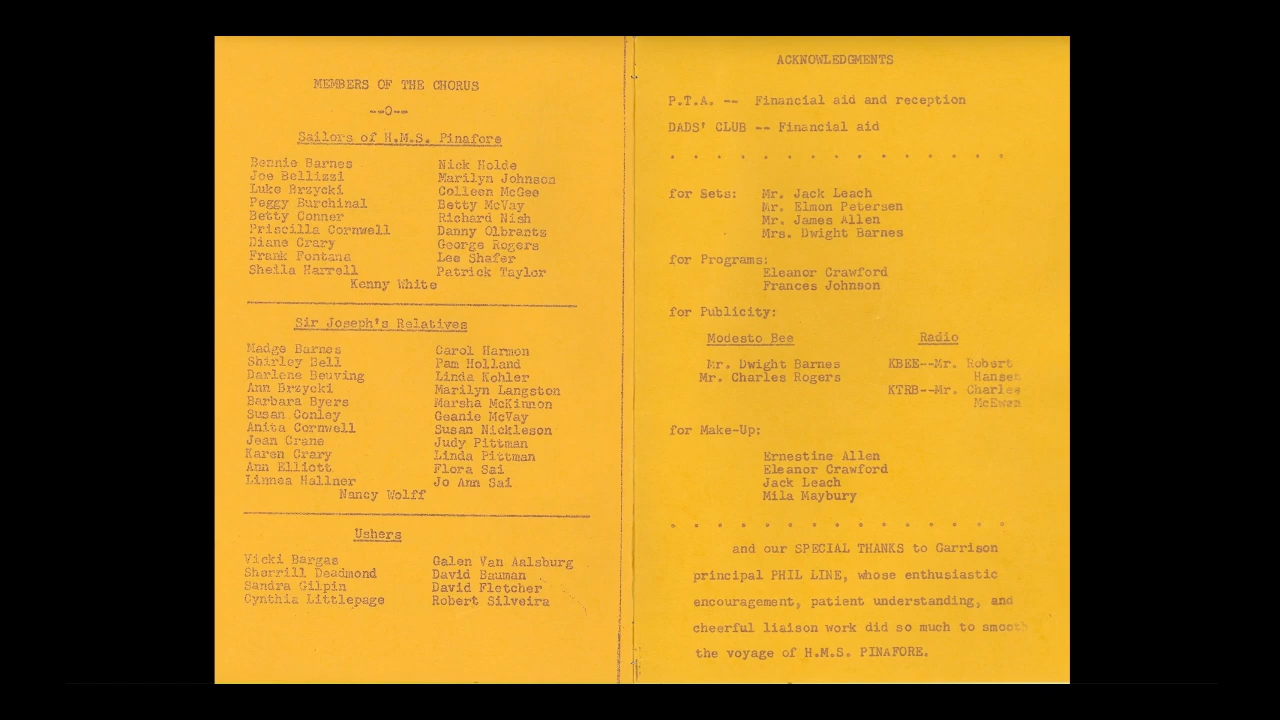 MEMBERS OF THE CHORUS
Sailors of H.M.S. Pinafore
Bennie Barnes
Joe Bellizzi
Luke Brzycki
Peggy Burchinal
Betty Conner
Priscilla Cornwell
Diane Crary
Frank Fontana
Sheila Harrell
Nick Holde
Marilyn Johnson
Colleen McGee
Betty McVay
Richard Nish
Danny Olbrants
George Rogers
Lee Shafer
Patrick Taylor
Kenny White
Sir Joseph's Relatives
Madge Barnes
Shirley Bell
Darlene Beuving
Ann Brzycki
Barbara Byers
Susan Conley
Anita Cornwell
Jean Crane
Karen Crary
Ann Elliott
Linnea Hallner
Carol Harmon
Pam Holland
Linda Kohler
Marilyn Langston
Marsha McKinnon
Geanie McVay
Susan Nickleson
Judy Pittman
Linda Pittman
Flora Sai
Jo Ann Sai
Nancy Wolff
Ushers
Vicki Bargas
Sherrill Deadmond
Sandra Gilpin
Cynthia Littlepage
Galen Van Aalsburg
David Bauman
David Fletcher
Robert Silveira
ACKNOWLEDGMENTS
P.T.A. -- Financial aid and reception
DADS' CLUB -- Financial aid
for Sets: Mr. Jack Leach
Mr. Elmon Petersen
Mr. James Allen
Mrs. Dwight Barnes
for Programs:
Eleanor Crawford
Frances Johnson
for Publicity:
Modesto Bee
Mr. Dwight Barnes
Mr. Charles Rogers
Radio
KBEE--Mr. Robert
Hansen
KTRB--Mr. Charles
McEwen
for Make-Up:
Ernestine Allen
Eleanor Crawford
Jack Leach
Mila Maybury
and our SPECIAL THANKS to Garrison
principal PHIL LINE, whose enthusiastic
encouragement, patient understanding, and
cheerful liaison work did so much to smooth
the voyage of H.M.S. PINAFORE.